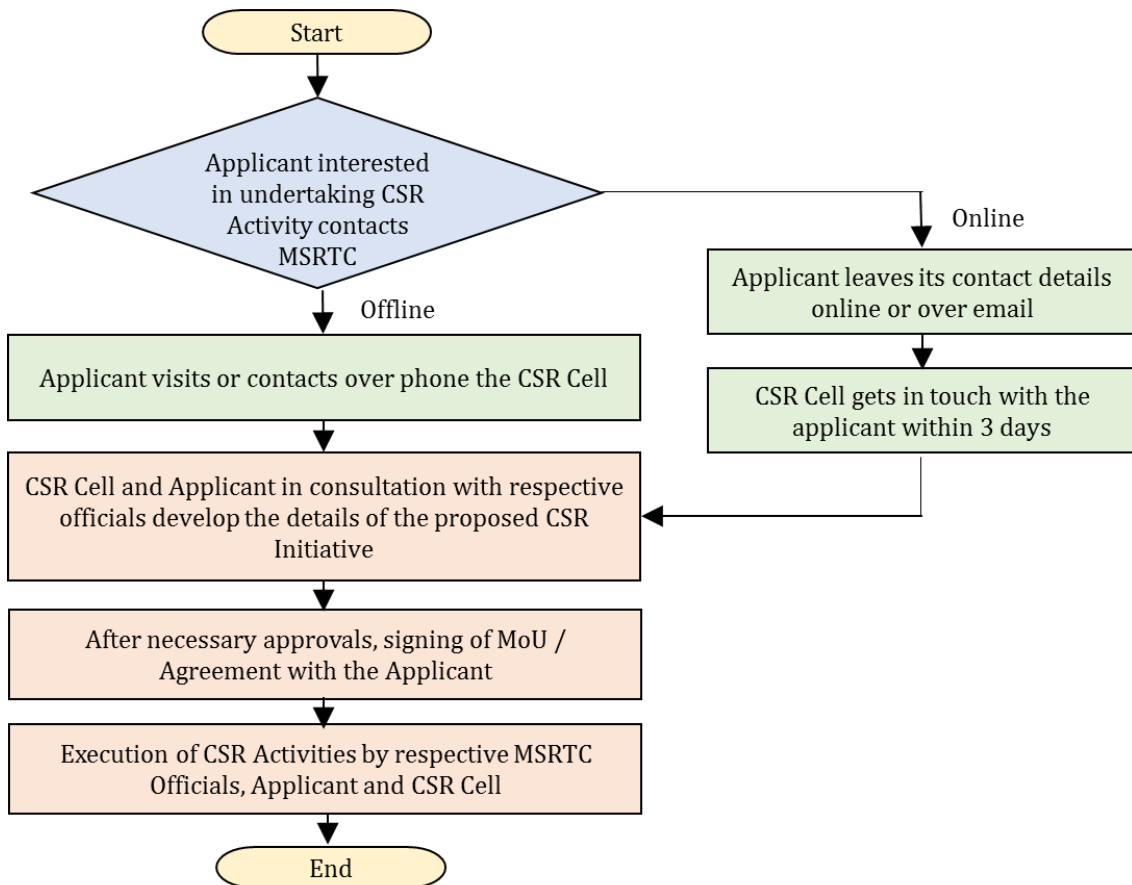 Start
Applicant interested
in undertaking CSR
Activity contacts
MSRTC
Online
Applicant leaves its contact details
online or over email
Offline
Applicant visits or contacts over phone the CSR Cell
CSR Cell gets in touch with the
applicant within 3 days
CSR Cell and Applicant in consultation with respective
officials develop the details of the proposed CSR
Initiative
After necessary approvals, signing of MoU /
Agreement with the Applicant
Execution of CSR Activities by respective MSRTC
Officials, Applicant and CSR Cell
End